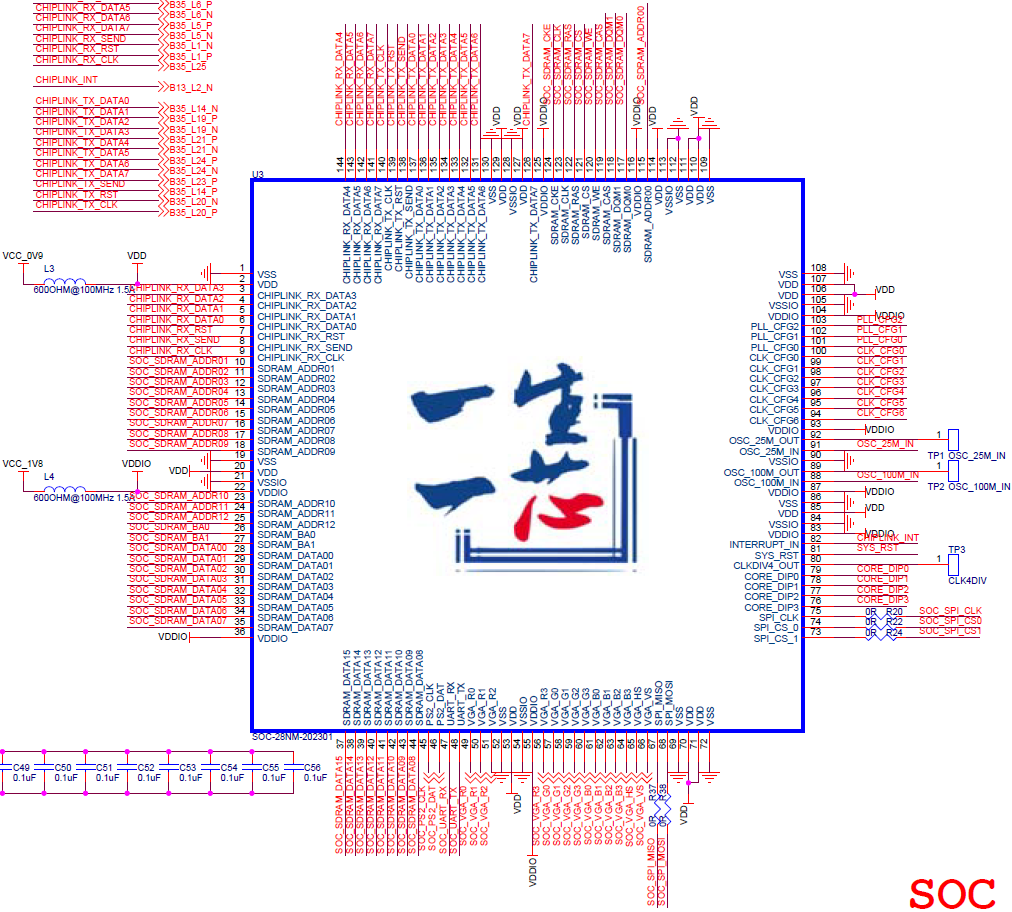 CHIPLINK_RX_DATA5
B35_L6_P
CHIPLINK_RX_DATA6
B35_L6_N
CHIPLINK_RX_DATA7
B35_L5_P
CHIPLINK_RX_SEND
B35_L5_N
CHIPLINK_RX_RST
B35_L1_N
CHIPLINK_RX_CLK
B35_L1_P
B35_L25
CHIPLINK_INT
B13_L2_N
CHIPLINK_TX_DATA0
B35_L14_N
CHIPLINK_TX_DATA1
B35_L19_P
CHIPLINK_TX_DATA2
B35_L19_N
CHIPLINK_TX_DATA3
B35_L21_P
CHIPLINK_TX_DATA4
B35_L21_N
CHIPLINK_TX_DATA5
B35_L24_P
CHIPLINK_TX_DATA6
B35_L24_N
CHIPLINK_TX_DATA7
B35_L23_P
CHIPLINK_TX_SEND
B35_L14_P
CHIPLINK_TX_RST
B35_L20_N
CHIPLINK_TX_CLK
B35_L20_P
CHIPLINK_RX_DATA4
CHIPLINK_RX_DATA5
CHIPLINK_RX_DATA6
CHIPLINK_RX_DATA7
CHIPLINK_TX_CLK
CHIPLINK_TX_RST
CHIPLINK_TX_SEND
CHIPLINK_TX_DATA0
CHIPLINK_TX_DATA1
CHIPLINK_TX_DATA2
CHIPLINK_TX_DATA3
CHIPLINK_TX_DATA4
CHIPLINK_TX_DATA5
CHIPLINK_TX_DATA6
VDD
VDD
CHIPLINK_TX_DATA7
VDDIO
SOC_SDRAM_CKE
SOC_SDRAM_CLK
SOC_SDRAM_RAS
SOC_SDRAM_CS
SOC_SDRAM_WE
SOC_SDRAM_CAS
SOC_SDRAM_DQM1
SOC_SDRAM_DQM0
VDDIO
SOC_SDRAM_ADDR00
VDD
VDD
144 143 142 141 140 139 138 137 136 135 134 133 132 131 130 129 128 127 126 125 124 123 122 121 120 119 118 117 116 115 114 113 112 111 110 109
U3
CHIPLINK_RX_DATA4
CHIPLINK_RX_DATA5
CHIPLINK_RX_DATA6
CHIPLINK_RX_DATA7
CHIPLINK_TX_CLK
CHIPLINK_TX_RST
CHIPLINK_TX_SEND
CHIPLINK_TX_DATA0
CHIPLINK_TX_DATA1
CHIPLINK_TX_DATA2
CHIPLINK_TX_DATA3
CHIPLINK_TX_DATA4
CHIPLINK_TX_DATA5
CHIPLINK_TX_DATA6
VSS
VDD
VSSIO
VDD
CHIPLINK_TX_DATA7
VDDIO
SDRAM_CKE
SDRAM_CLK
SDRAM_RAS
SDRAM_CS
SDRAM_WE
SDRAM_CAS
SDRAM_DQM1
SDRAM_DQM0
VDDIO
SDRAM_ADDR00
VDD
VSSIO
VSS
VDD
VDD
VSS
VCC_0V9
L3
600OHM@100MHz 1.5A
VDD
1 VSS
2 VDD
CHIPLINK_RX_DATA3 3 CHIPLINK_RX_DATA3
CHIPLINK_RX_DATA2 4 CHIPLINK_RX_DATA2
CHIPLINK_RX_DATA1 5 CHIPLINK_RX_DATA1
CHIPLINK_RX_DATA0 6 CHIPLINK_RX_DATA0
CHIPLINK_RX_RST 7 CHIPLINK_RX_RST
CHIPLINK_RX_SEND 8 CHIPLINK_RX_SEND
CHIPLINK_RX_CLK 9 CHIPLINK_RX_CLK
SOC_SDRAM_ADDR01 10 SDRAM_ADDR01
SOC_SDRAM_ADDR02 11 SDRAM_ADDR02
SOC_SDRAM_ADDR03 12 SDRAM_ADDR03
SOC_SDRAM_ADDR04 13 SDRAM_ADDR04
SOC_SDRAM_ADDR05 14 SDRAM_ADDR05
SOC_SDRAM_ADDR06 15 SDRAM_ADDR06
SOC_SDRAM_ADDR07 16 SDRAM_ADDR07
SOC_SDRAM_ADDR08 17 SDRAM_ADDR08
SOC_SDRAM_ADDR09 18 SDRAM_ADDR09
VCC_1V8
L4
600OHM@100MHz 1.5A
VDDIO
19 VSS
VDD 20 VDD
21 VSSIO
22 VDDIO
SOC_SDRAM_ADDR10 23 SDRAM_ADDR10
SOC_SDRAM_ADDR11 24 SDRAM_ADDR11
SOC_SDRAM_ADDR12 25 SDRAM_ADDR12
SOC_SDRAM_BA0 26 SDRAM_BA0
SOC_SDRAM_BA1 27 SDRAM_BA1
SOC_SDRAM_DATA00 28 SDRAM_DATA00
SOC_SDRAM_DATA01 29 SDRAM_DATA01
SOC_SDRAM_DATA02 30 SDRAM_DATA02
SOC_SDRAM_DATA03 31 SDRAM_DATA03
SOC_SDRAM_DATA04 32 SDRAM_DATA04
SOC_SDRAM_DATA05 33 SDRAM_DATA05
SOC_SDRAM_DATA06 34 SDRAM_DATA06
SOC_SDRAM_DATA07 35 SDRAM_DATA07
VDDIO 36 VDDIO
一生
一芯
VSS 108
VDD 107
VDD 106 VDD
VSSIO 105
VDDIO 104 VDDIO
PLL_CFG2 103 PLL_CFG2
PLL_CFG1 102 PLL_CFG1
PLL_CFG0 101 PLL_CFG0
CLK_CFG0 100 CLK_CFG0
CLK_CFG1 99 CLK_CFG1
CLK_CFG2 98 CLK_CFG2
CLK_CFG3 97 CLK_CFG3
CLK_CFG4 96 CLK_CFG4
CLK_CFG5 95 CLK_CFG5
CLK_CFG6 94 CLK_CFG6
VDDIO 93 VDDIO
OSC_25M_OUT 92
OSC_25M_IN 91 OSC_25M_IN 1 TP1 OSC_25M_IN
VSSIO 90
OSC_100M_OUT 89
OSC_100M_IN 88 OSC_100M_IN 1 TP2 OSC_100M_IN
VDDIO 87 VDDIO
VSS 86
VDD 85 VDD
VSSIO 84
VDDIO 83 VDDIO
INTERRUPT_IN 82 CHIPLINK_INT
SYS_RST 81 SYS_RST
CLKDIV4_OUT 80 1 TP3 CLK4DIV
CORE_DIP0 79 CORE_DIP0
CORE_DIP1 78 CORE_DIP1
CORE_DIP2 77 CORE_DIP2
CORE_DIP3 76 CORE_DIP3
SPI_CLK 75 0R R20 SOC_SPI_CLK
SPI_CS_0 74 0R R22 SOC_SPI_CS0
SPI_CS_1 73 0R R24 SOC_SPI_CS1
SDRAM_DATA15
SDRAM_DATA14
SDRAM_DATA13
SDRAM_DATA12
SDRAM_DATA11
SDRAM_DATA10
SDRAM_DATA09
SDRAM_DATA08
PS2_CLK
PS2_DAT
UART_RX
UART_TX
VGA_R0
VGA_R1
VGA_R2
VSS
VDD
VSSIO
VDDIO
VGA_R3
VGA_G0
VGA_G1
VGA_G2
VGA_G3
VGA_B0
VGA_B1
VGA_B2
VGA_B3
VGA_HS
VGA_VS
SPI_MISO
SPI_MOSI
VSS
VDD
VDD
VSS
SOC-28NM-202301
37 38 39 40 41 42 43 44 45 46 47 48 49 50 51 52 53 54 55 56 57 58 59 60 61 62 63 64 65 66 67 68 69 70 71 72
SOC_SDRAM_DATA15
SOC_SDRAM_DATA14
SOC_SDRAM_DATA13
SOC_SDRAM_DATA12
SOC_SDRAM_DATA11
SOC_SDRAM_DATA10
SOC_SDRAM_DATA09
SOC_SDRAM_DATA08
SOC_PS2_CLK
SOC_PS2_DAT
SOC_UART_RX
SOC_UART_TX
SOC_VGA_R0
SOC_VGA_R1
SOC_VGA_R2
VDD
VDDIO
SOC_VGA_R3
SOC_VGA_G0
SOC_VGA_G1
SOC_VGA_G2
SOC_VGA_G3
SOC_VGA_B0
SOC_VGA_B1
SOC_VGA_B2
SOC_VGA_B3
SOC_VGA_HS
SOC_VGA_VS
0R R37
0R R38
SOC_SPI_MISO
SOC_SPI_MOSI
VDD
C49 C50 C51 C52 C53 C54 C55 C56
0.1uF 0.1uF 0.1uF 0.1uF 0.1uF 0.1uF 0.1uF 0.1uF
SOC